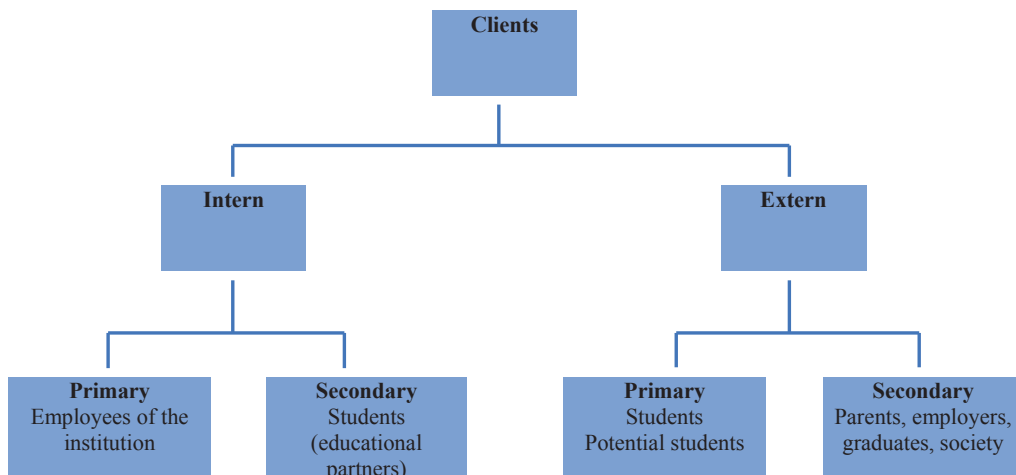 Clients
Intern
Extern
Primary
Employees of the
institution
Secondary
Students
(educational
partners)
Primary
Students
Potential students
Secondary
Parents, employers,
graduates, society